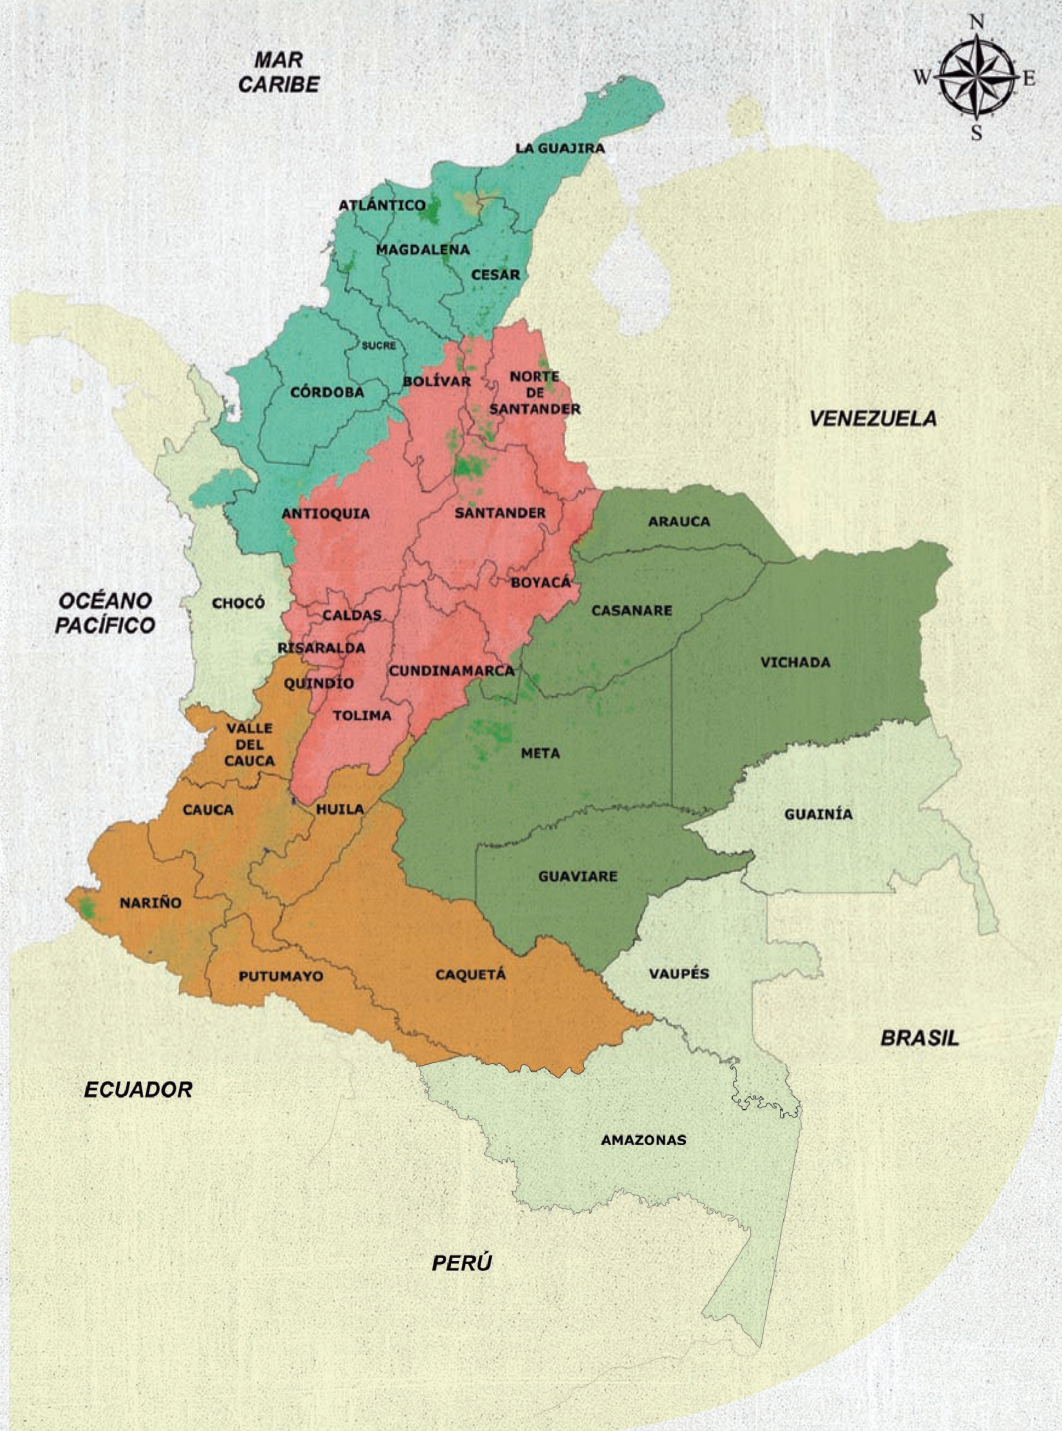 MAR
CARIBE
N
W
E
S
LA GUAJIRA
ATLÁNTICO
MAGDALENA
CESAR
SUCRE
BOLÍVAR
CÓRDOBA
NORTE
DE
SANTANDER
VENEZUELA
ANTIOQUIA
SANTANDER
ARAUCA
BOYACÁ
OCÉANO
PACÍFICO
CHOCÓ
CALDAS
CASANARE
RISARALDA
CUNDINAMARCA
VICHADA
QUINDÍO
TOLIMA
VALLE
DEL
CAUCA
META
CAUCA
HUILA
GUAINÍA
GUAVIARE
NARIÑO
PUTUMAYO
CAQUETÁ
VAUPÉS
BRASIL
ECUADOR
AMAZONAS
PERÚ